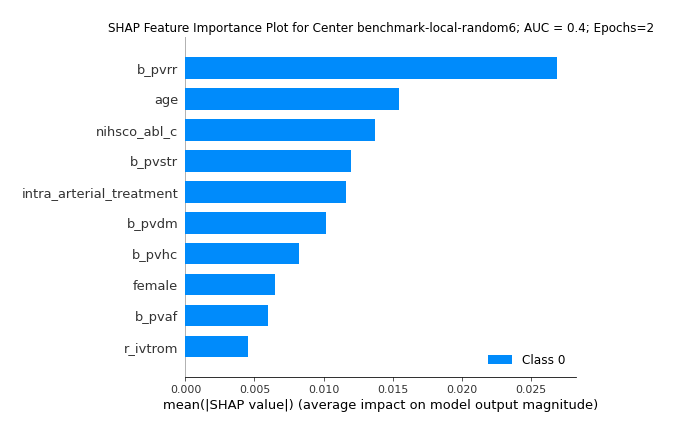 SHAP Feature Importance Plot for Center benchmark-local-random6; AUC = 0.4; Epochs=2
b_pvrr
age
nihsco_abl_c
b_pvstr
intra_arterial_treatment
b_pvdm
b_pvhc
female
b_pvaf
r_ivtrom
Class 0
0.000 0.005 0.010 0.015 0.020 0.025
mean(|SHAP value|) (average impact on model output magnitude)